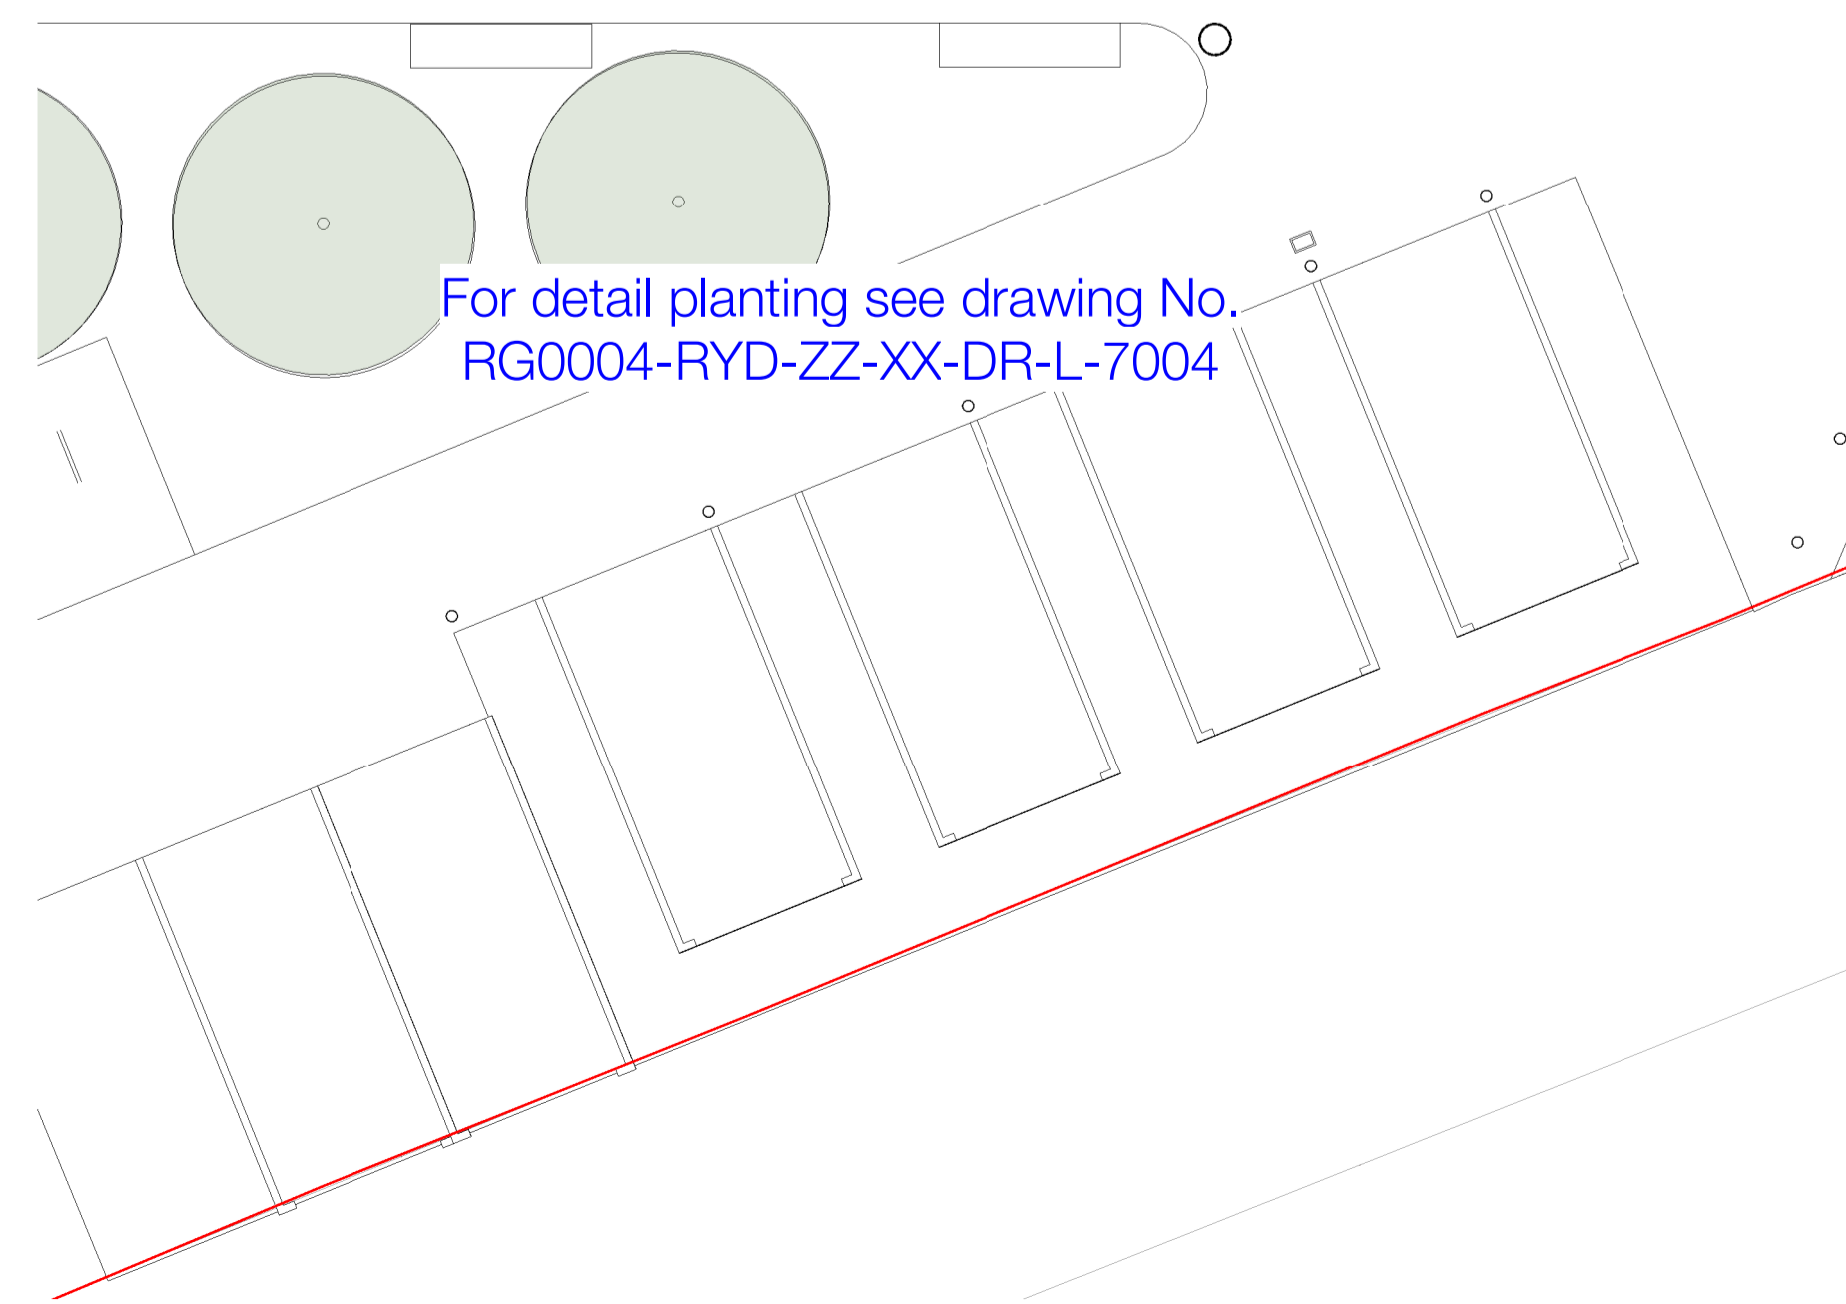 For detail planting see drawing No.
RG0004-RYD-ZZ-XX-DR-L-7004